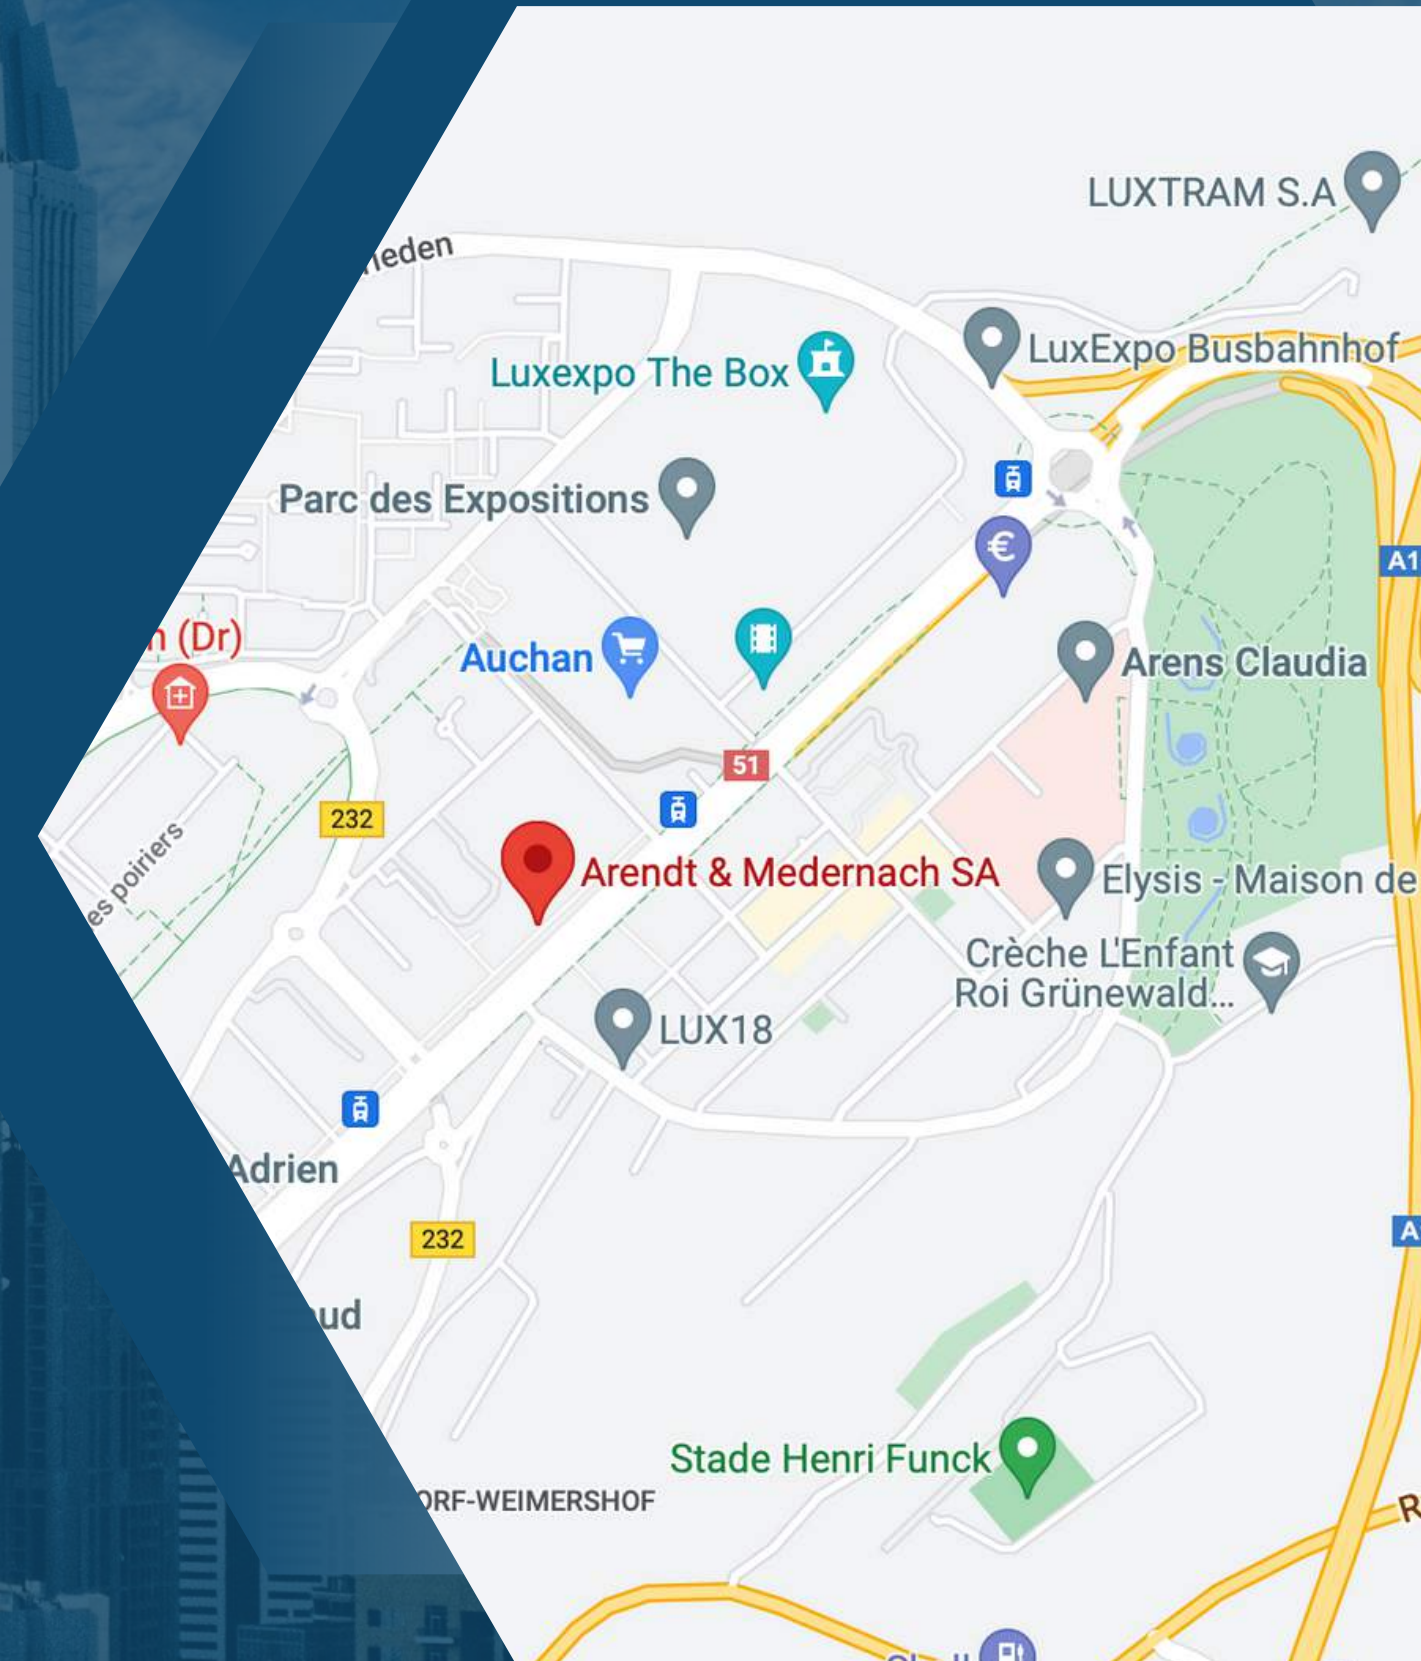 LUXTRAM S.A
LuxExpo Busbahnhof
Luxexpo The Box
Parc des Expositions
€
A1
(Dr)
Auchan
Arens Claudia
51
232
es poiriers
Arendt & Medernach SA
Elysis - Maison de
Crèche L'Enfant
Roi Grünewald...
LUX18
Adrien
232
A
ud
Stade Henri Funck
ORF-WEIMERSHOF
R